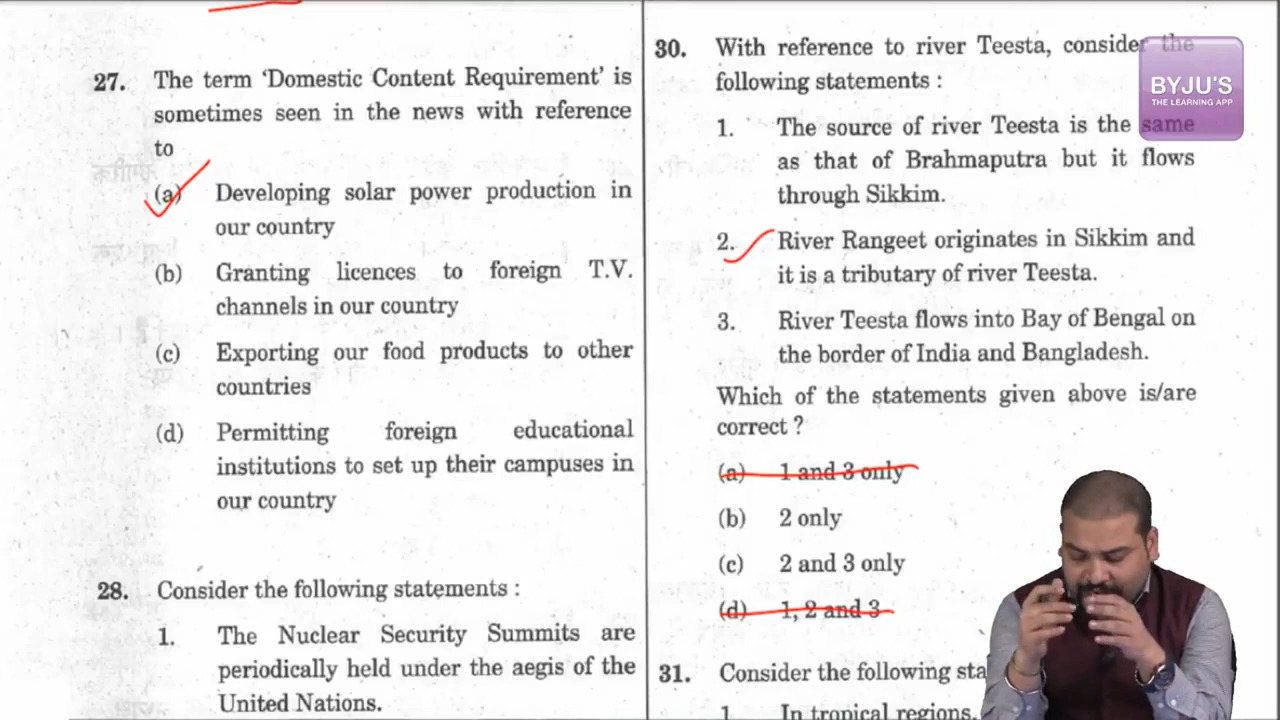 27. The term 'Domestic Content Requirement' is
sometimes seen in the news with reference
to
(a) Developing solar power production in
our country
(b) Granting licences to foreign T.V.
channels in our country
(c) Exporting our food products to other
countries
(d) Permitting foreign educational
institutions to set up their campuses in
our country
28. Consider the following statements :
1. The Nuclear Security Summits are
periodically held under the aegis of the
United Nations.
30. With reference to river Teesta, consider the
following statements :
1. The source of river Teesta is the same
as that of Brahmaputra but it flows
through Sikkim.
2. River Rangeet originates in Sikkim and
it is a tributary of river Teesta.
3. River Teesta flows into Bay of Bengal on
the border of India and Bangladesh.
Which of the statements given above is/are
correct ?
(a) 1 and 3 only
(b) 2 only
(c) 2 and 3 only
(d) 1, 2 and 3
31. Consider the following sta
1. In tropical regions,
BYJU'S
THE LEARNING APP